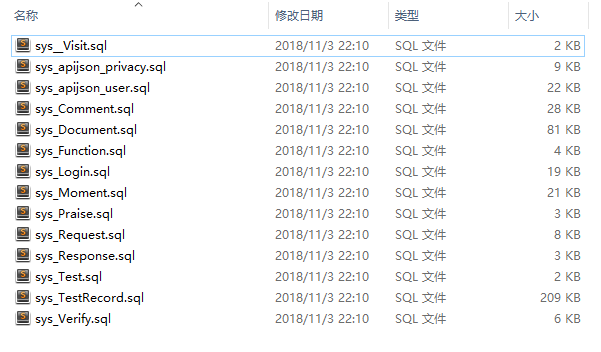 名称 修改日期 类型 大小
sys__Visit.sql 2018/11/3 22:10 SQL 文件 2 KB
sys_apijson_privacy.sql 2018/11/3 22:10 SQL 文件 9 KB
sys_apijson_user.sql 2018/11/3 22:10 SQL 文件 22 KB
sys_Comment.sql 2018/11/3 22:10 SQL 文件 28 KB
sys_Document.sql 2018/11/3 22:10 SQL 文件 81 KB
sys_Function.sql 2018/11/3 22:10 SQL 文件 4 KB
sys_Login.sql 2018/11/3 22:10 SQL 文件 19 KB
sys_Moment.sql 2018/11/3 22:10 SQL 文件 21 KB
sys_Praise.sql 2018/11/3 22:10 SQL 文件 3 KB
sys_Request.sql 2018/11/3 22:10 SQL 文件 8 KB
sys_Response.sql 2018/11/3 22:10 SQL 文件 3 KB
sys_Test.sql 2018/11/3 22:10 SQL 文件 2 KB
sys_TestRecord.sql 2018/11/3 22:10 SQL 文件 209 KB
sys_Verify.sql 2018/11/3 22:10 SQL 文件 6 KB